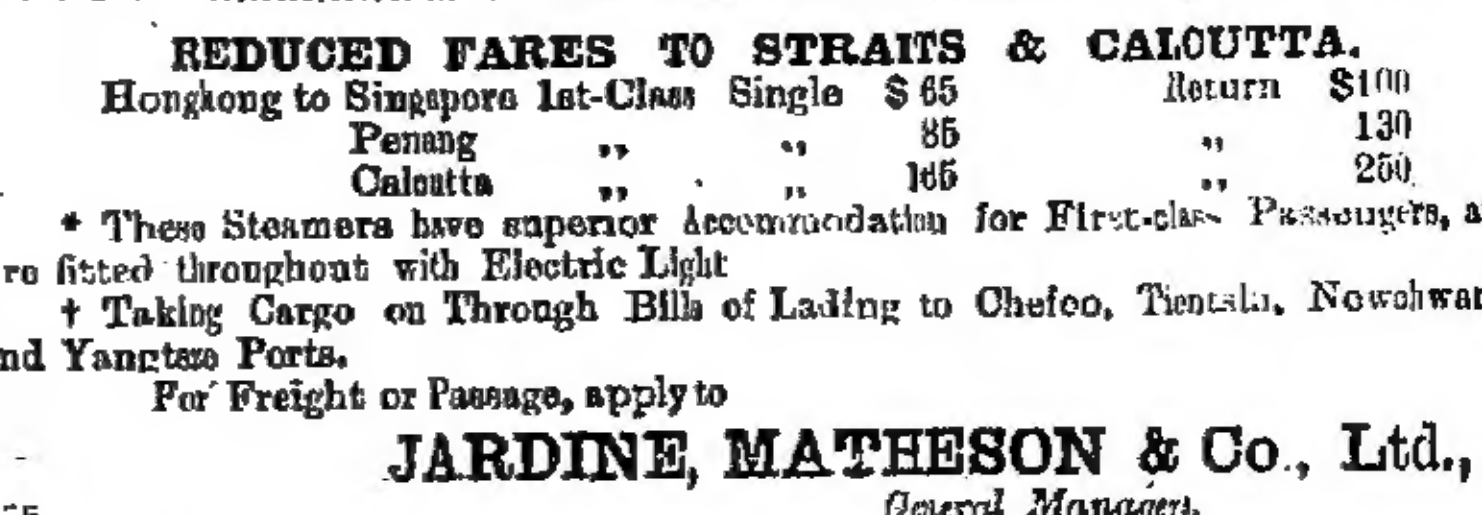 REDUCED FARES TO STRAITS & CALCUTTA.
Hongkong to Singapore 1st-Class Single $ 65 Return $100
Penang ,, ,, 85 ,, 130
Calcutta ,, ,, 165 ,, 250
* These Steamers have superior Accommodation for First-class Passengers, a
re fitted throughout with Electric Light
† Taking Cargo on Through Bills of Lading to Chefoo, Tientsin, Newchwan
nd Yangtsze Ports.
For Freight or Passage, apply to
JARDINE, MATHESON & Co., Ltd.,
General Managers.